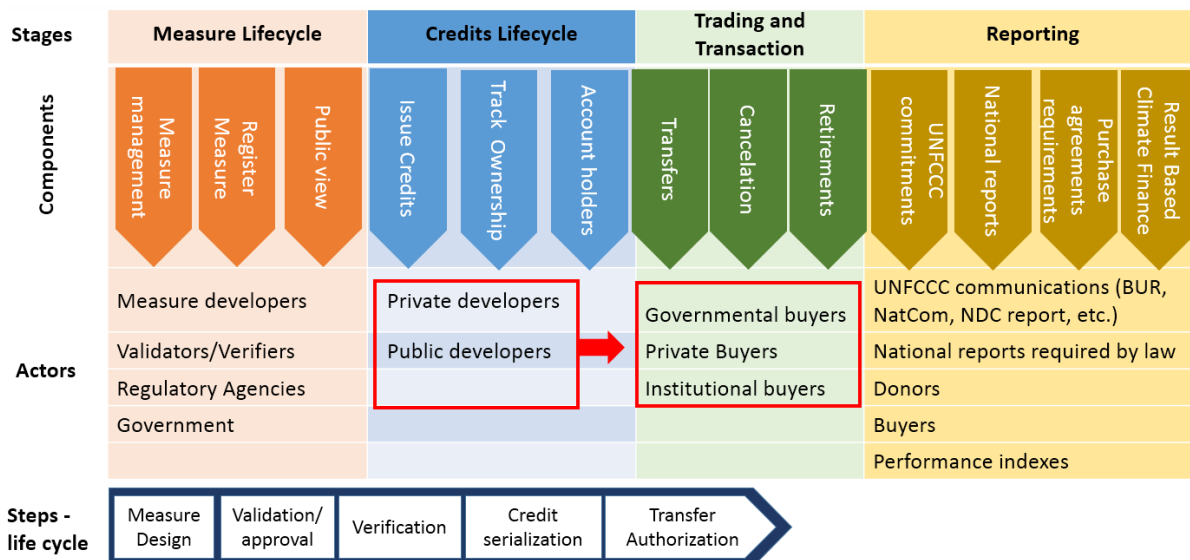 Stages
Measure Lifecycle
Credits Lifecycle
Trading and
Transaction
Reporting
Components
Measure
management
Register
Measure
Public view
Issue Credits
Track Ownership
Account holders
Transfers
Cancelation
Retirements
UNFCCC
commitments
National reports
Purchase
agreements
requirements
Result Based
Climate Finance
Actors
Measure developers
Validators/Verifiers
Regulatory Agencies
Government
Private developers
Public developers
Governmental buyers
Private Buyers
Institutional buyers
UNFCCC communications (BUR,
NatCom, NDC report, etc.)
National reports required by law
Donors
Buyers
Performance indexes
Steps -
life cycle
Measure
Design
Validation/
approval
Verification
Credit
serialization
Transfer
Authorization